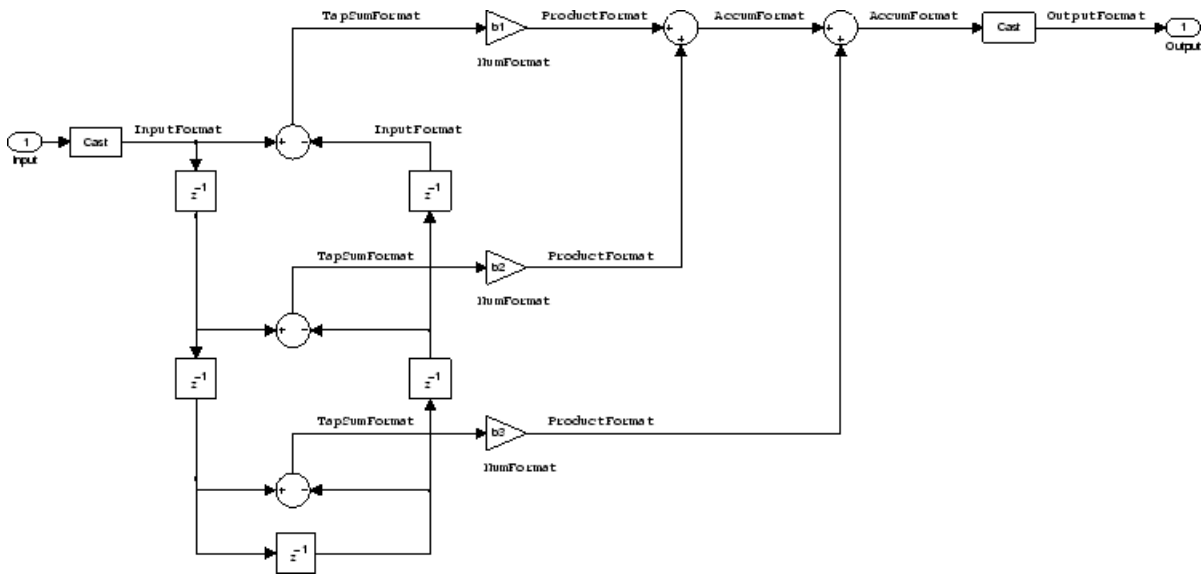 TapSumFormat
ProductFormat
AccumFormat
AccumFormat
OutputFormat
b1
+
+
+
+
Cast
1
Output
NumFormat
1
Input
Cast
InputFormat
+
−
InputFormat
z⁻¹
z⁻¹
TapSumFormat
b2
ProductFormat
NumFormat
+
−
z⁻¹
z⁻¹
TapSumFormat
b3
ProductFormat
NumFormat
+
−
z⁻¹